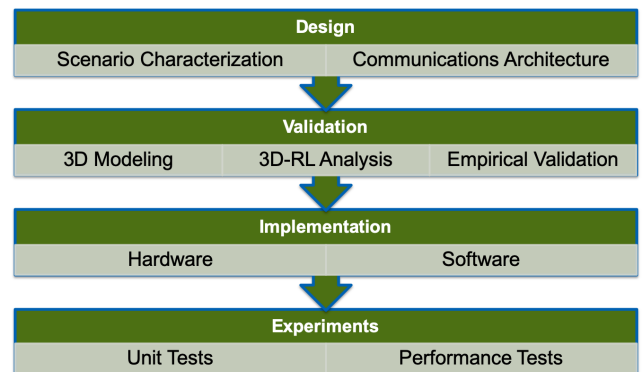 Design
Scenario Characterization Communications Architecture
Validation
3D Modeling 3D-RL Analysis Empirical Validation
Implementation
Hardware Software
Experiments
Unit Tests Performance Tests